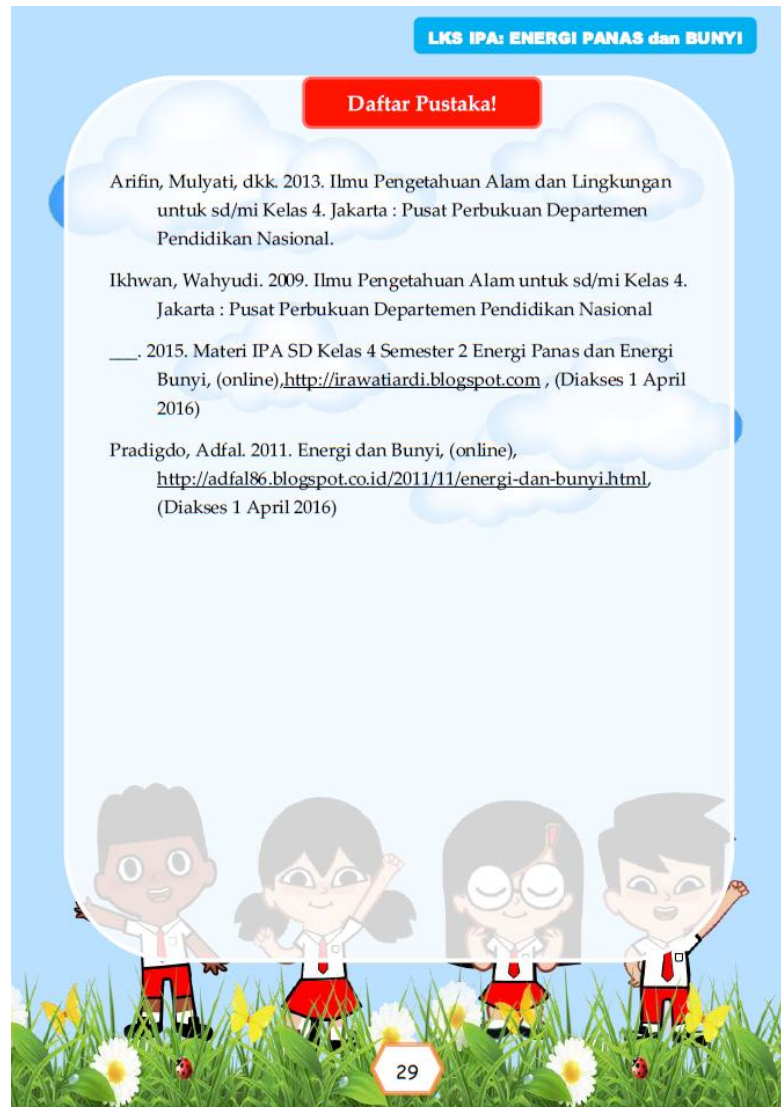 LKS IPA: ENERGI PANAS dan BUNYI
Daftar Pustaka!
Arifin, Mulyati, dkk. 2013. Ilmu Pengetahuan Alam dan Lingkungan
untuk sd/mi Kelas 4. Jakarta : Pusat Perbukuan Departemen
Pendidikan Nasional.
Ikhwan, Wahyudi. 2009. Ilmu Pengetahuan Alam untuk sd/mi Kelas 4.
Jakarta : Pusat Perbukuan Departemen Pendidikan Nasional
___. 2015. Materi IPA SD Kelas 4 Semester 2 Energi Panas dan Energi
Bunyi, (online),http://irawatiardi.blogspot.com , (Diakses 1 April
2016)
Pradigdo, Adfal. 2011. Energi dan Bunyi, (online),
http://adfal86.blogspot.co.id/2011/11/energi-dan-bunyi.html,
(Diakses 1 April 2016)
29